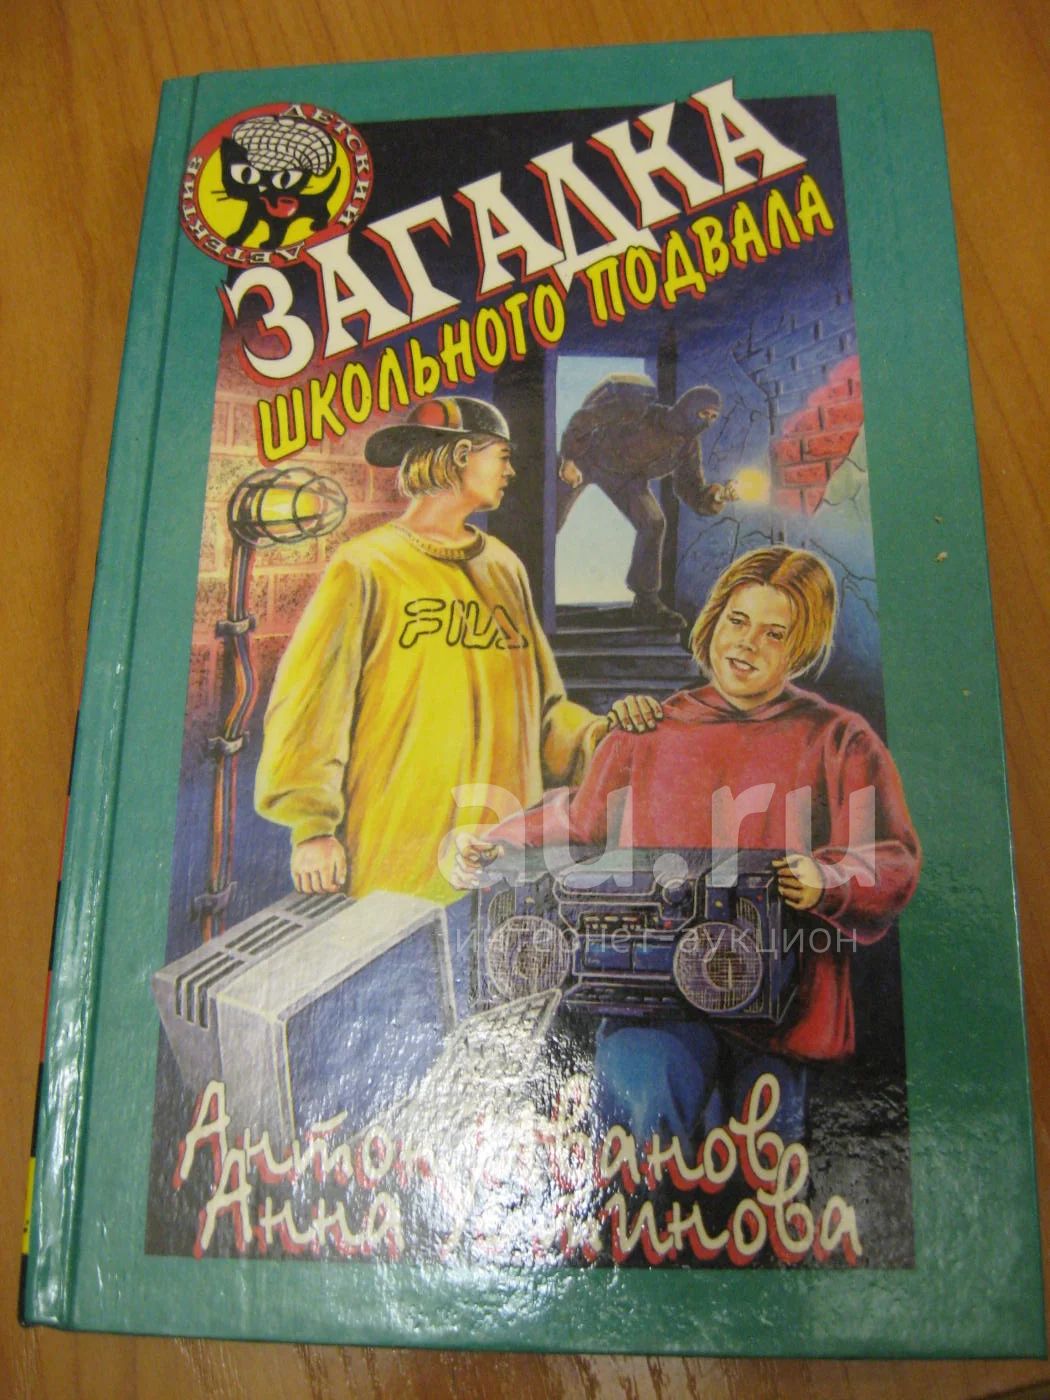 ДЕТСКИЙ ДЕТЕКТИВ
ЗАГАДКА
ШКОЛЬНОГО ПОДВАЛА
FILA
au.ru
интернет-аукцион
Антон Иванов
Анна Устинова